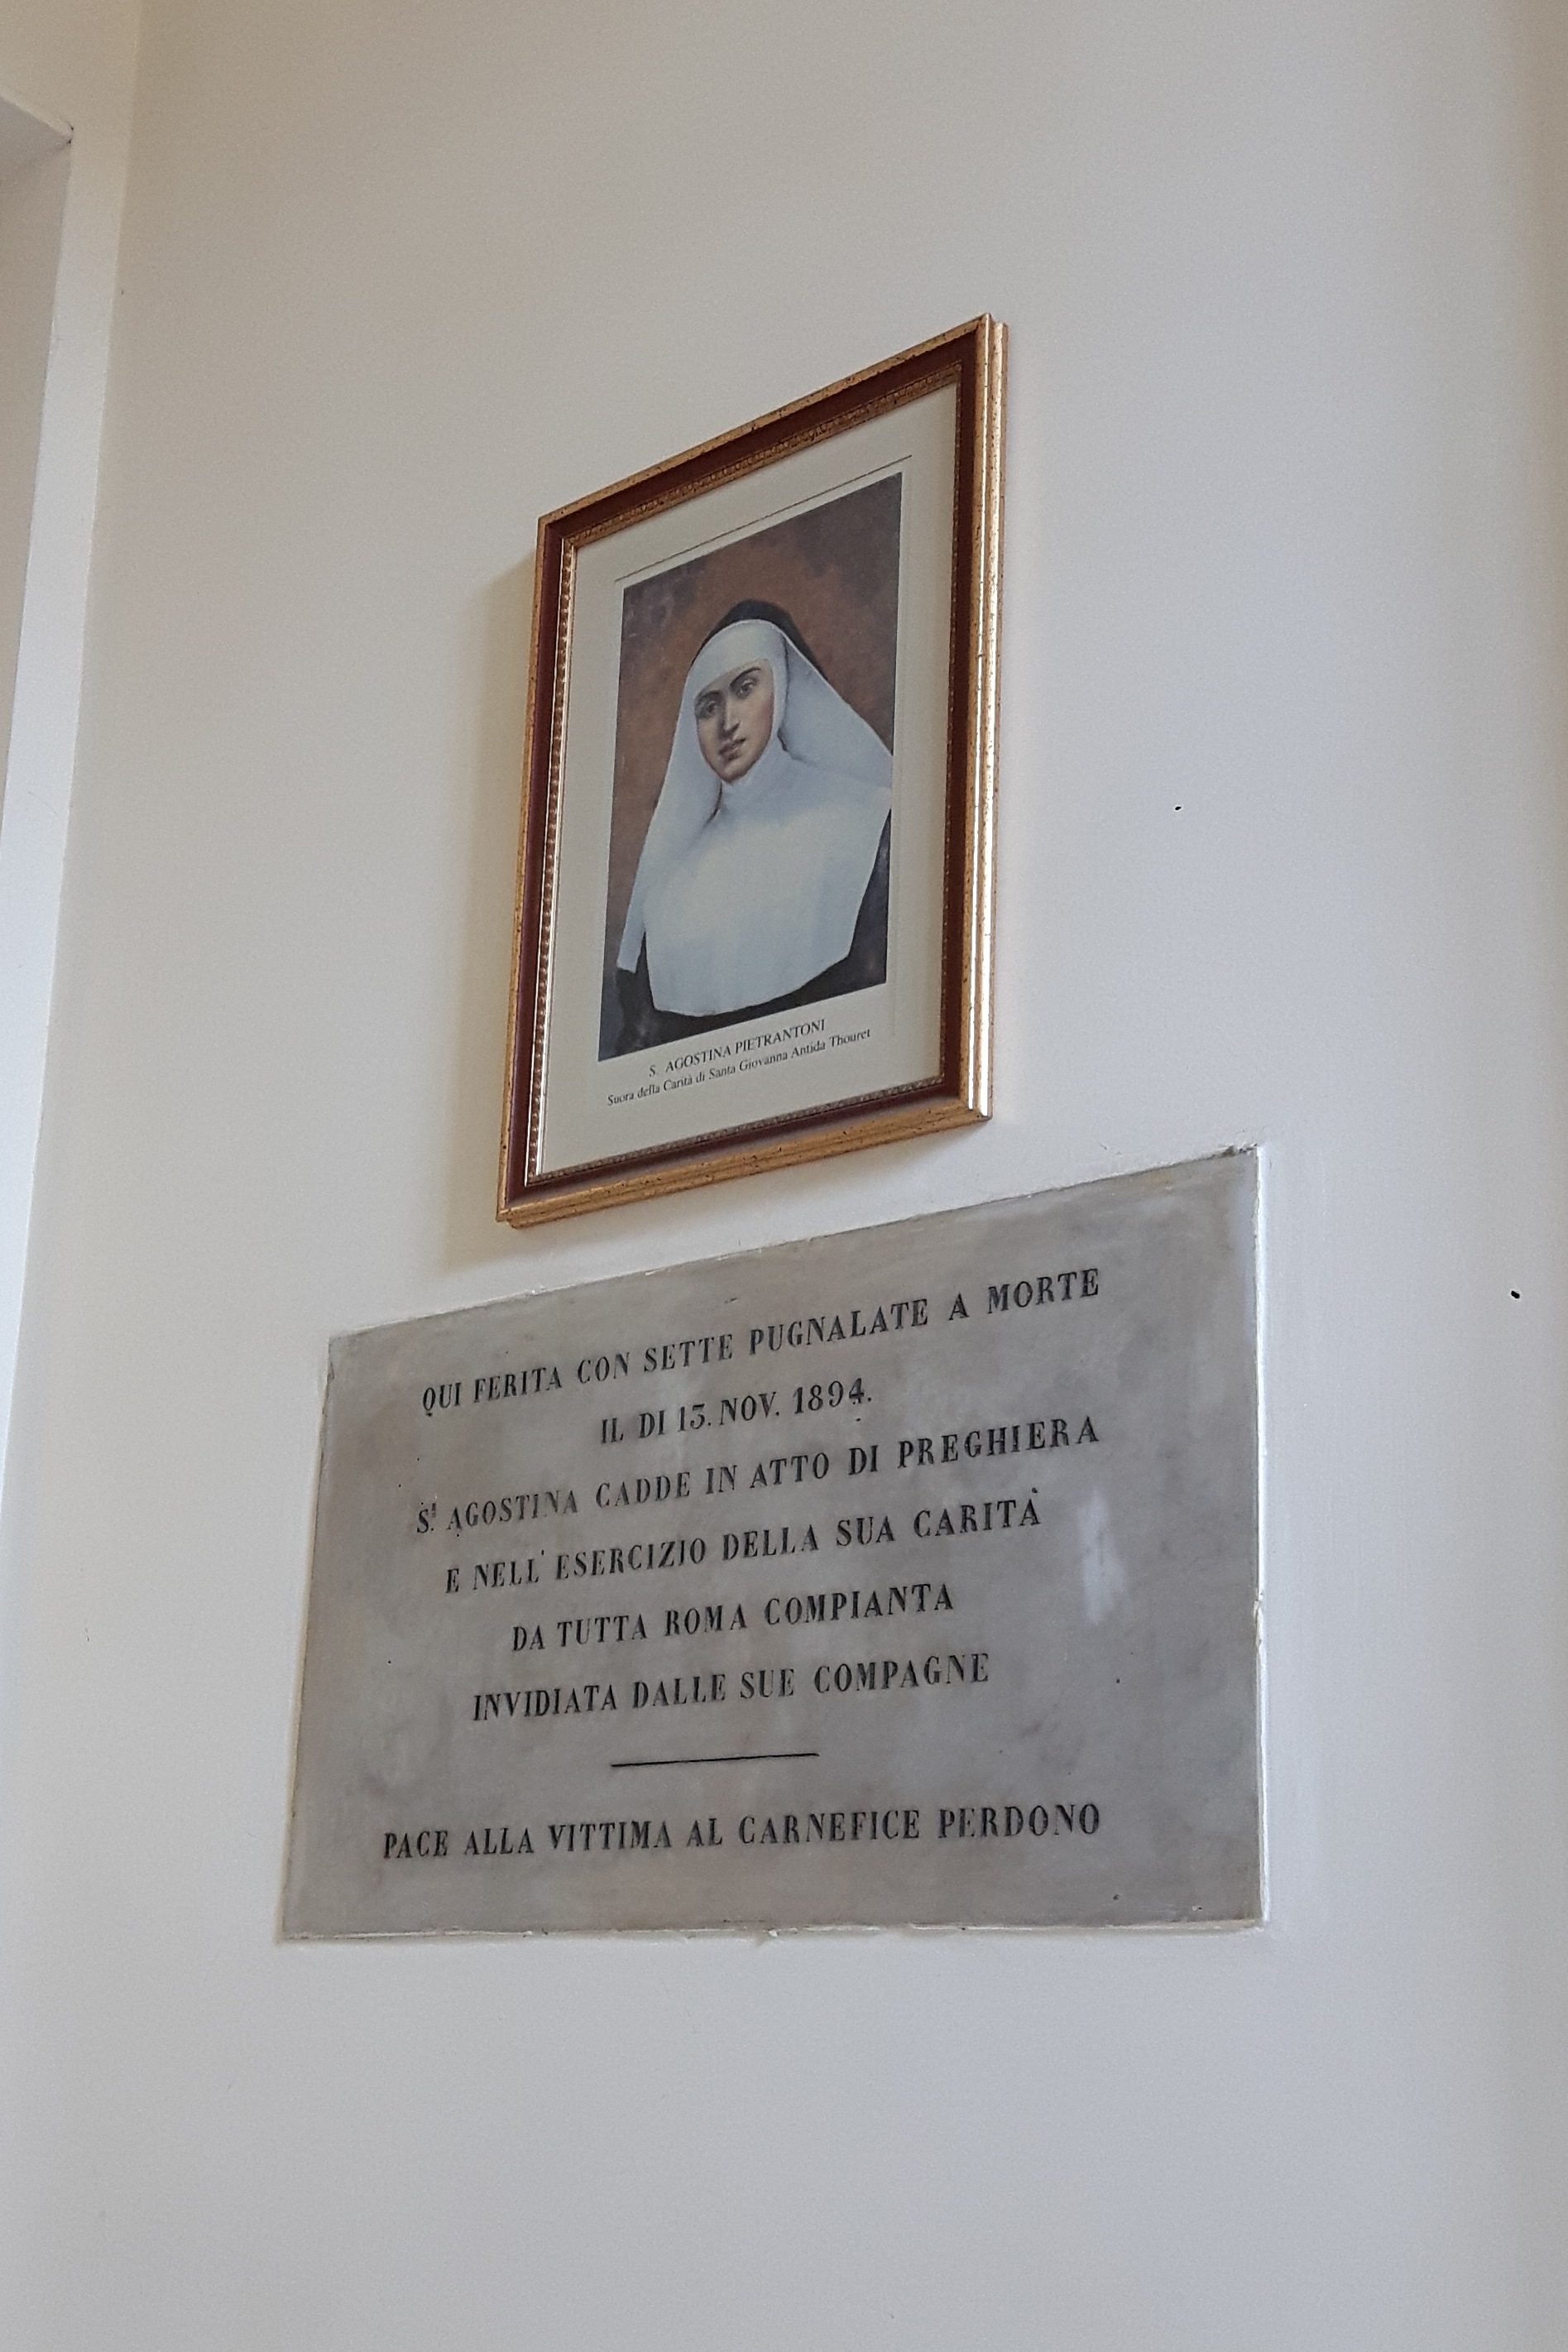 S. AGOSTINA PIETRANTONI
Suora della Carità di Santa Giovanna Antida Thouret
QUI FERITA CON SETTE PUGNALATE A MORTE
IL DI 13. NOV. 1894.
S.ª AGOSTINA CADDE IN ATTO DI PREGHIERA
E NELL' ESERCIZIO DELLA SUA CARITÀ
DA TUTTA ROMA COMPIANTA
INVIDIATA DALLE SUE COMPAGNE
PACE ALLA VITTIMA AL CARNEFICE PERDONO